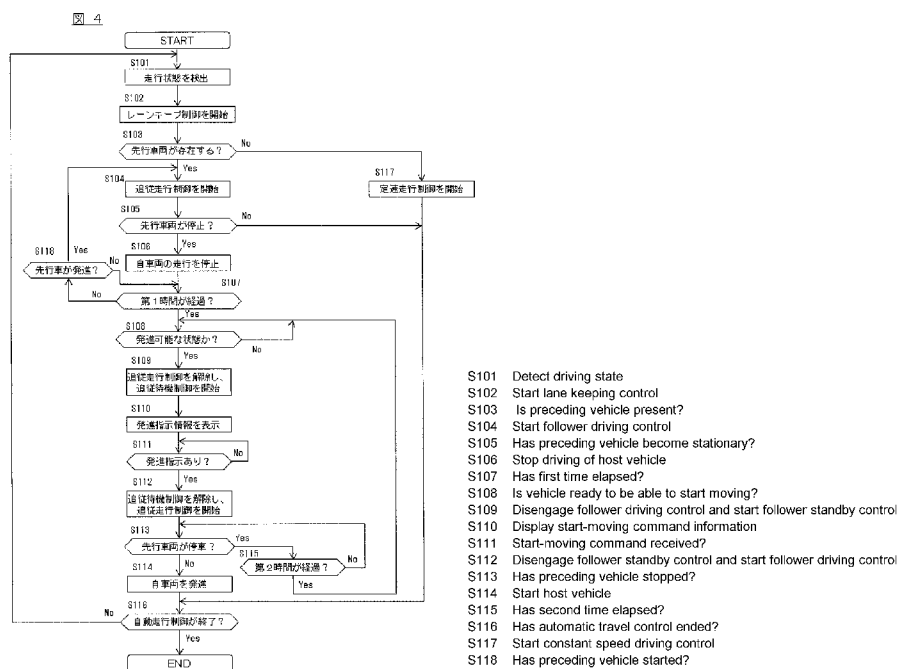 図 4
START
S101
走行状態を検出
S102
レーンキープ制御を開始
S103
先行車両が存在する?
No
Yes
S117
定速走行制御を開始
S104
追従走行制御を開始
S105
先行車両が停止?
No
Yes
S106
自車両の走行を停止
S118
Yes
先行車が発進?
No
S107
第1時間が経過?
No
Yes
S108
発進可能な状態か?
No
Yes
S109
追従走行制御を解除し、
追従待機制御を開始
S110
発進指示情報を表示
S111
発進指示あり?
No
Yes
S112
追従待機制御を解除し、
追従走行制御を開始
S113
先行車両が停車?
Yes
No
S115
第2時間が経過?
No
Yes
S114
自車両を発進
S116
自動走行制御が終了?
No
Yes
END
S101 Detect driving state
S102 Start lane keeping control
S103 Is preceding vehicle present?
S104 Start follower driving control
S105 Has preceding vehicle become stationary?
S106 Stop driving of host vehicle
S107 Has first time elapsed?
S108 Is vehicle ready to be able to start moving?
S109 Disengage follower driving control and start follower standby control
S110 Display start-moving command information
S111 Start-moving command received?
S112 Disengage follower standby control and start follower driving control
S113 Has preceding vehicle stopped?
S114 Start host vehicle
S115 Has second time elapsed?
S116 Has automatic travel control ended?
S117 Start constant speed driving control
S118 Has preceding vehicle started?